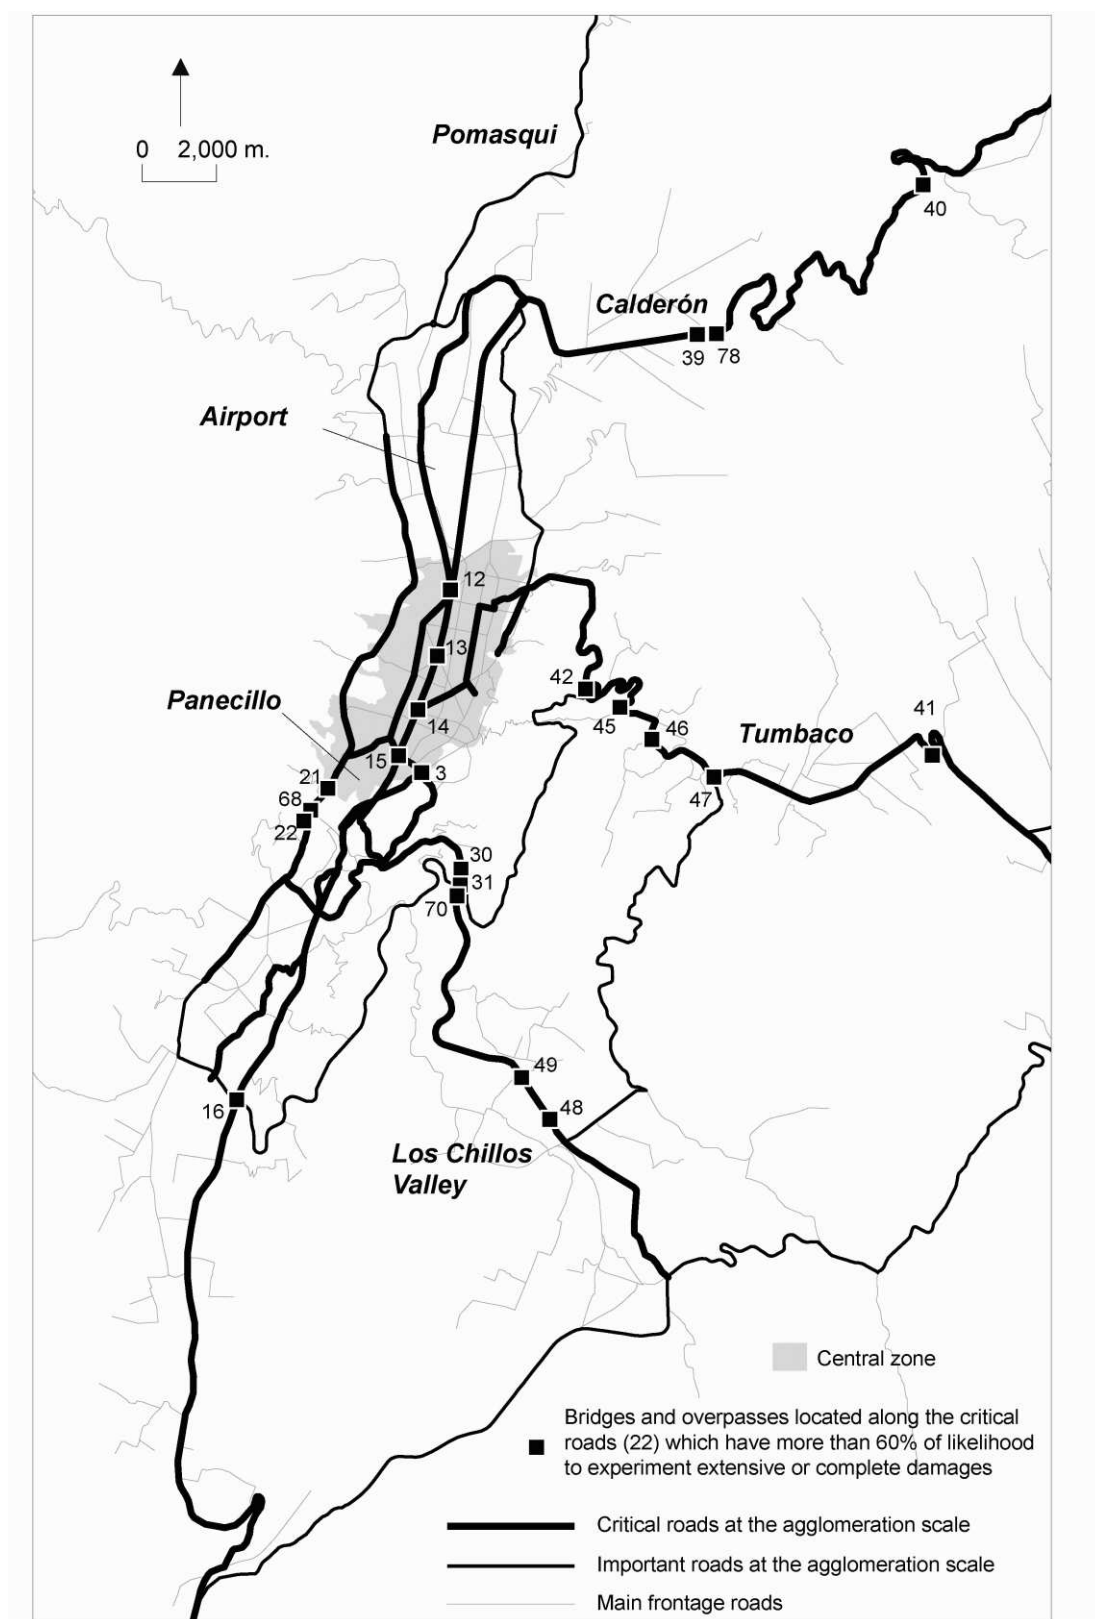 Pomasqui
0 2,000 m.
40
Calderón
39
78
Airport
12
13
42
Panecillo
14
45
46
41
Tumbaco
15
3
21
47
68
22
30
31
70
49
16
48
Los Chillos
Valley
Central zone
Bridges and overpasses located along the critical
roads (22) which have more than 60% of likelihood
to experiment extensive or complete damages
Critical roads at the agglomeration scale
Important roads at the agglomeration scale
Main frontage roads